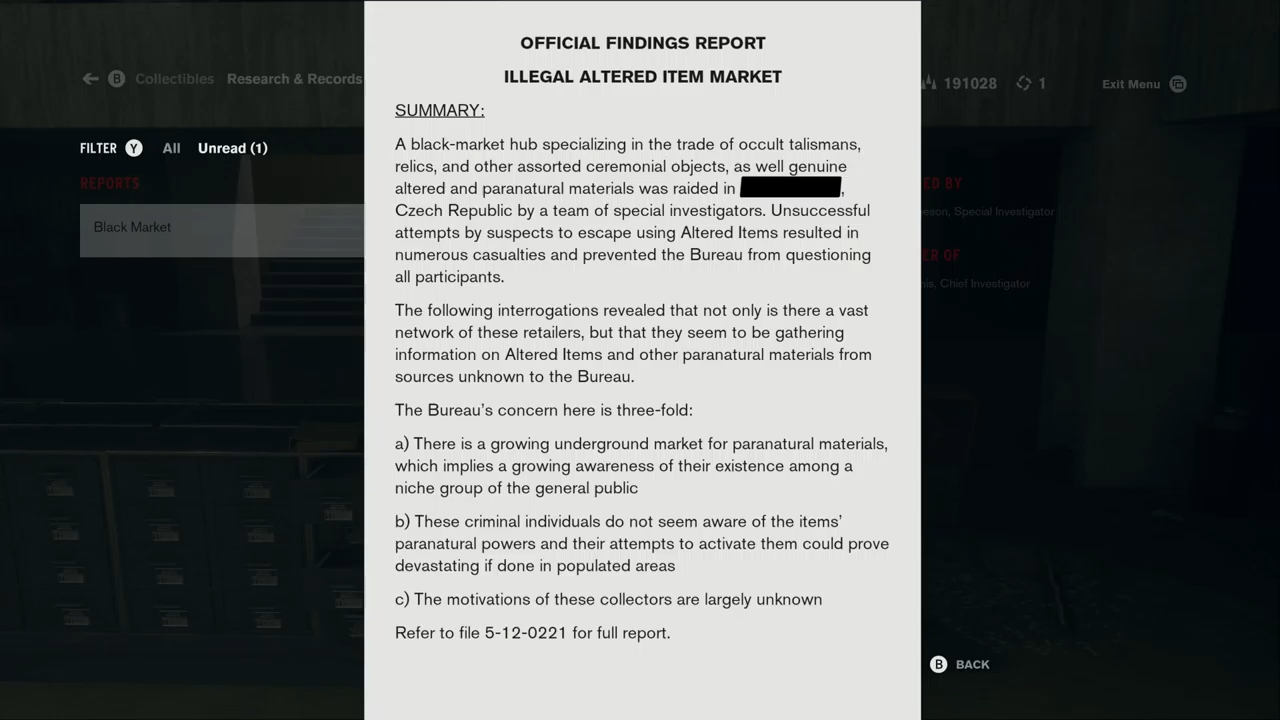 OFFICIAL FINDINGS REPORT
ILLEGAL ALTERED ITEM MARKET
B Collectibles Research & Records
191028 1 Exit Menu
FILTER Y All Unread (1)
REPORTS
Black Market
SUMMARY:
A black-market hub specializing in the trade of occult talismans,
relics, and other assorted ceremonial objects, as well genuine
altered and paranatural materials was raided in ,
Czech Republic by a team of special investigators. Unsuccessful
attempts by suspects to escape using Altered Items resulted in
numerous casualties and prevented the Bureau from questioning
all participants.
The following interrogations revealed that not only is there a vast
network of these retailers, but that they seem to be gathering
information on Altered Items and other paranatural materials from
sources unknown to the Bureau.
The Bureau's concern here is three-fold:
a) There is a growing underground market for paranatural materials,
which implies a growing awareness of their existence among a
niche group of the general public
b) These criminal individuals do not seem aware of the items'
paranatural powers and their attempts to activate them could prove
devastating if done in populated areas
c) The motivations of these collectors are largely unknown
Refer to file 5-12-0221 for full report.
ED BY
eson, Special Investigator
ER OF
nis, Chief Investigator
B BACK